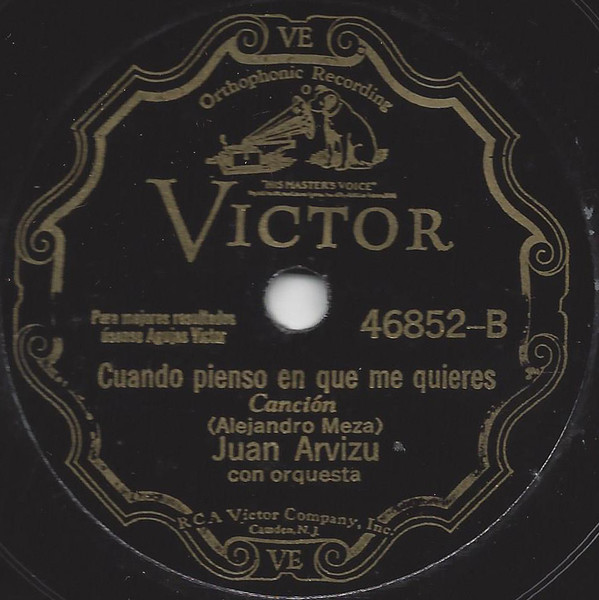 VE
Orthophonic Recording
"HIS MASTER'S VOICE"
VICTOR
Para mejores resultados
úsense Agujas Victor
46852-B
Cuando pienso en que me quieres
Canción
(Alejandro Meza)
Juan Arvizu
con orquesta
RCA Victor Company, Inc.
Camden, N.J.
VE